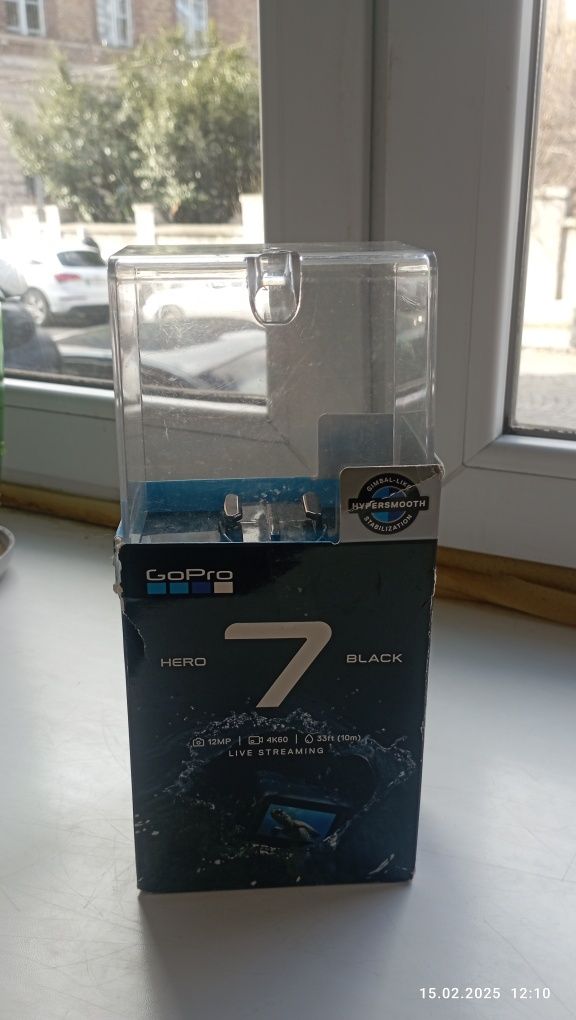 GIMBAL-LIKE
HYPERSMOOTH
STABILIZATION
GoPro
HERO 7 BLACK
12MP | 4K60 | 33ft (10m)
LIVE STREAMING
15.02.2025 12:10